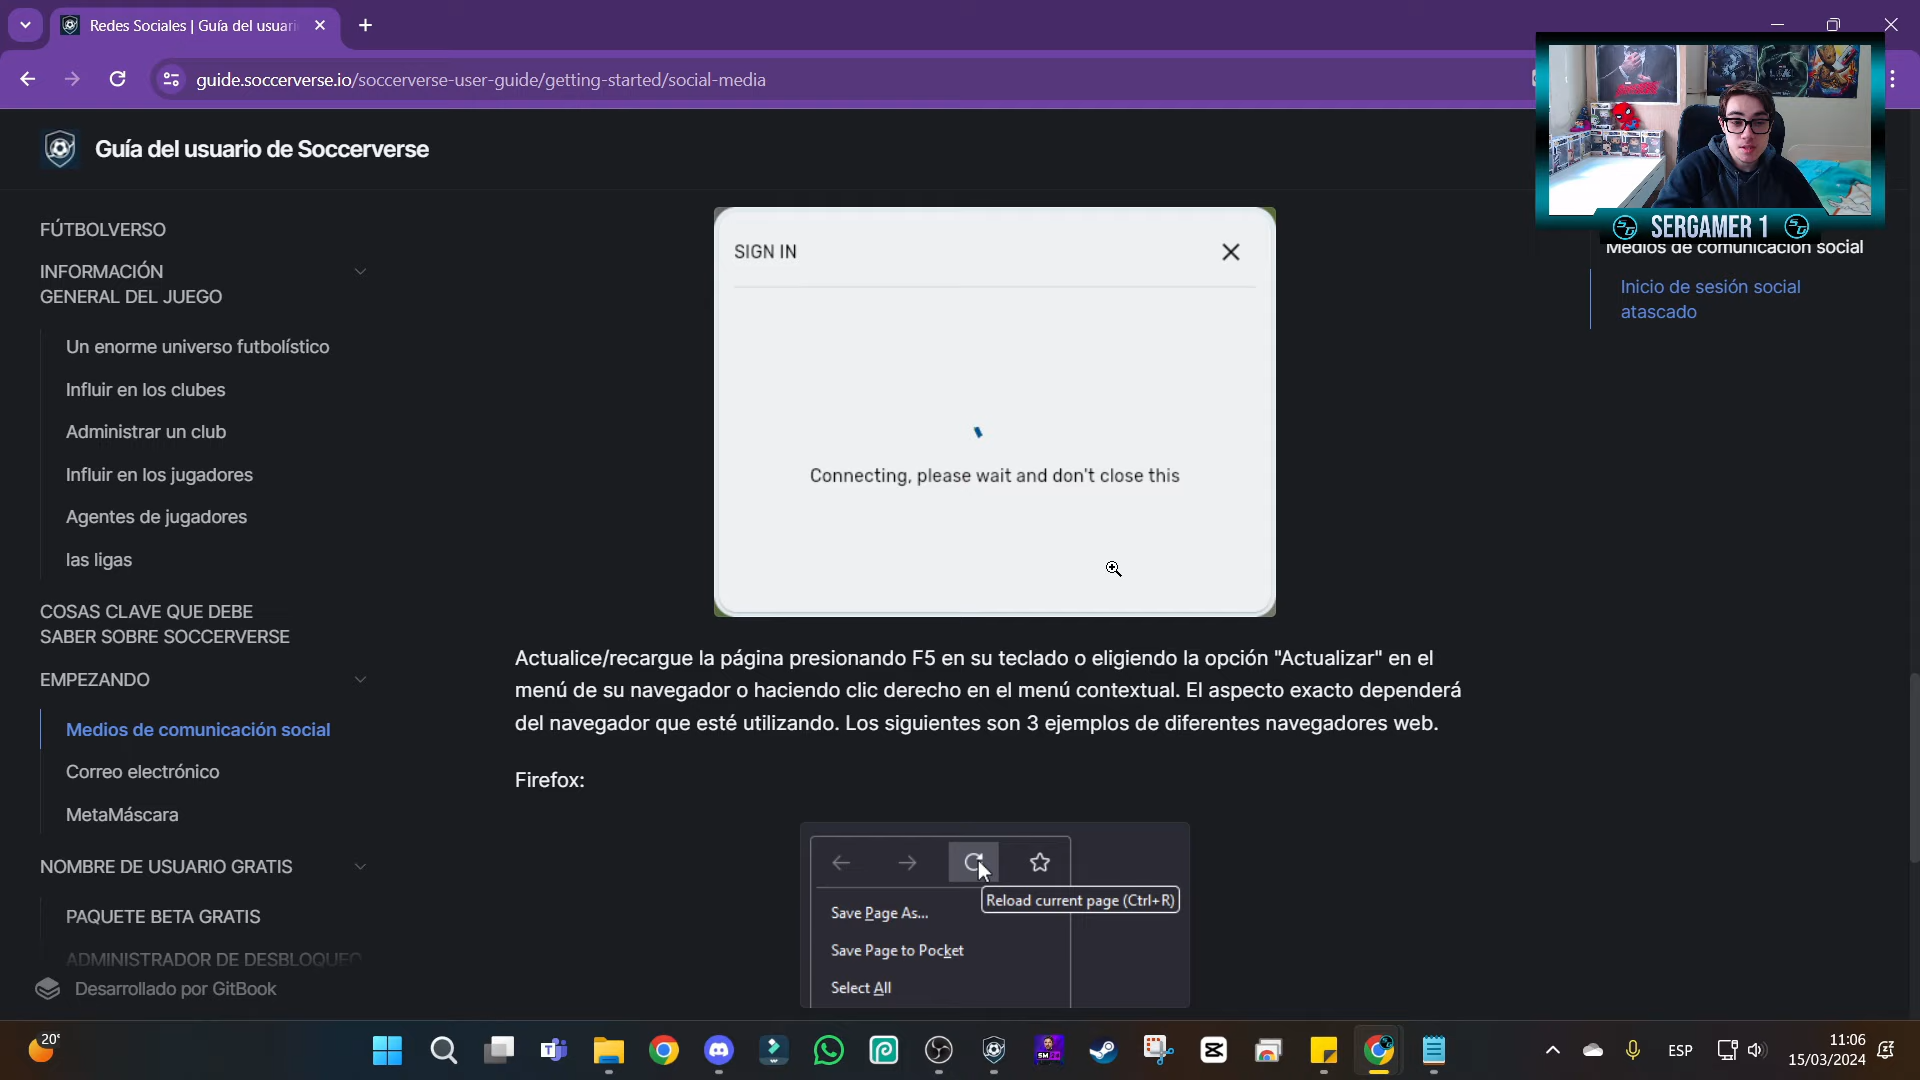 Redes Sociales | Guía del usuari
guide.soccerverse.io/soccerverse-user-guide/getting-started/social-media
Guía del usuario de Soccerverse
SERGAMER 1
FÚTBOLVERSO
INFORMACIÓN
GENERAL DEL JUEGO
Un enorme universo futbolístico
Influir en los clubes
Administrar un club
Influir en los jugadores
Agentes de jugadores
las ligas
COSAS CLAVE QUE DEBE
SABER SOBRE SOCCERVERSE
EMPEZANDO
Medios de comunicación social
Correo electrónico
MetaMáscara
NOMBRE DE USUARIO GRATIS
PAQUETE BETA GRATIS
ADMINISTRADOR DE DESBLOQUEO
Desarrollado por GitBook
SIGN IN
Connecting, please wait and don't close this
Actualice/recargue la página presionando F5 en su teclado o eligiendo la opción "Actualizar" en el
menú de su navegador o haciendo clic derecho en el menú contextual. El aspecto exacto dependerá
del navegador que esté utilizando. Los siguientes son 3 ejemplos de diferentes navegadores web.
Firefox:
Reload current page (Ctrl+R)
Save Page As...
Save Page to Pocket
Select All
Medios de comunicación social
Inicio de sesión social
atascado
20°
ESP
11:06
15/03/2024